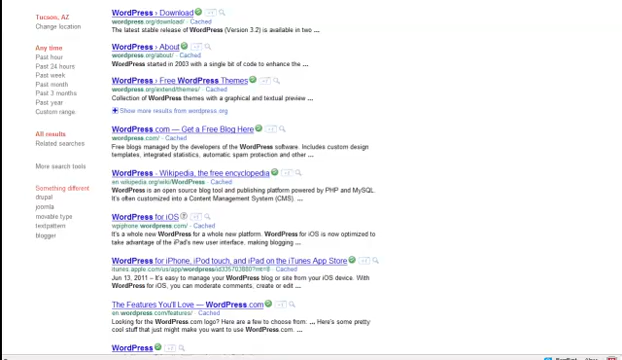 Tucson, AZ
Change location
Any time
Past hour
Past 24 hours
Past week
Past month
Past 3 months
Past year
Custom range
All results
Related searches
More search tools
Something different
drupal
joomla
movable type
textpattern
blogger
WordPress › Download
wordpress.org/download/ - Cached
The latest stable release of WordPress (Version 3.2) is available in two ...
WordPress › About
wordpress.org/about/ - Cached
WordPress started in 2003 with a single bit of code to enhance the ...
WordPress › Free WordPress Themes
wordpress.org/extend/themes/ - Cached
Collection of WordPress themes with a graphical and textual preview ...
Show more results from wordpress.org
WordPress.com — Get a Free Blog Here
wordpress.com/ - Cached
Free blogs managed by the developers of the WordPress software. Includes custom design
templates, integrated statistics, automatic spam protection and other ...
WordPress - Wikipedia, the free encyclopedia
en.wikipedia.org/wiki/WordPress - Cached
WordPress is an open source blog tool and publishing platform powered by PHP and MySQL.
It's often customized into a Content Management System (CMS). ...
WordPress for iOS
wpiphone.wordpress.com/ - Cached
It's a whole new WordPress for a whole new platform. WordPress for iOS is now optimized to
take advantage of the iPad's new user interface, making blogging ...
WordPress for iPhone, iPod touch, and iPad on the iTunes App Store
itunes.apple.com/us/app/wordpress/id335703880?mt=8 - Cached
Jun 13, 2011 – It's easy to manage your WordPress blog or site from your iOS device. With
WordPress for iOS, you can moderate comments, create or edit ...
The Features You'll Love — WordPress.com
en.wordpress.com/features/ - Cached
Looking for the WordPress.com logo? Here are a few to choose from: ... Here's some pretty
cool stuff that just might make you want to use WordPress.com. ...
WordPress